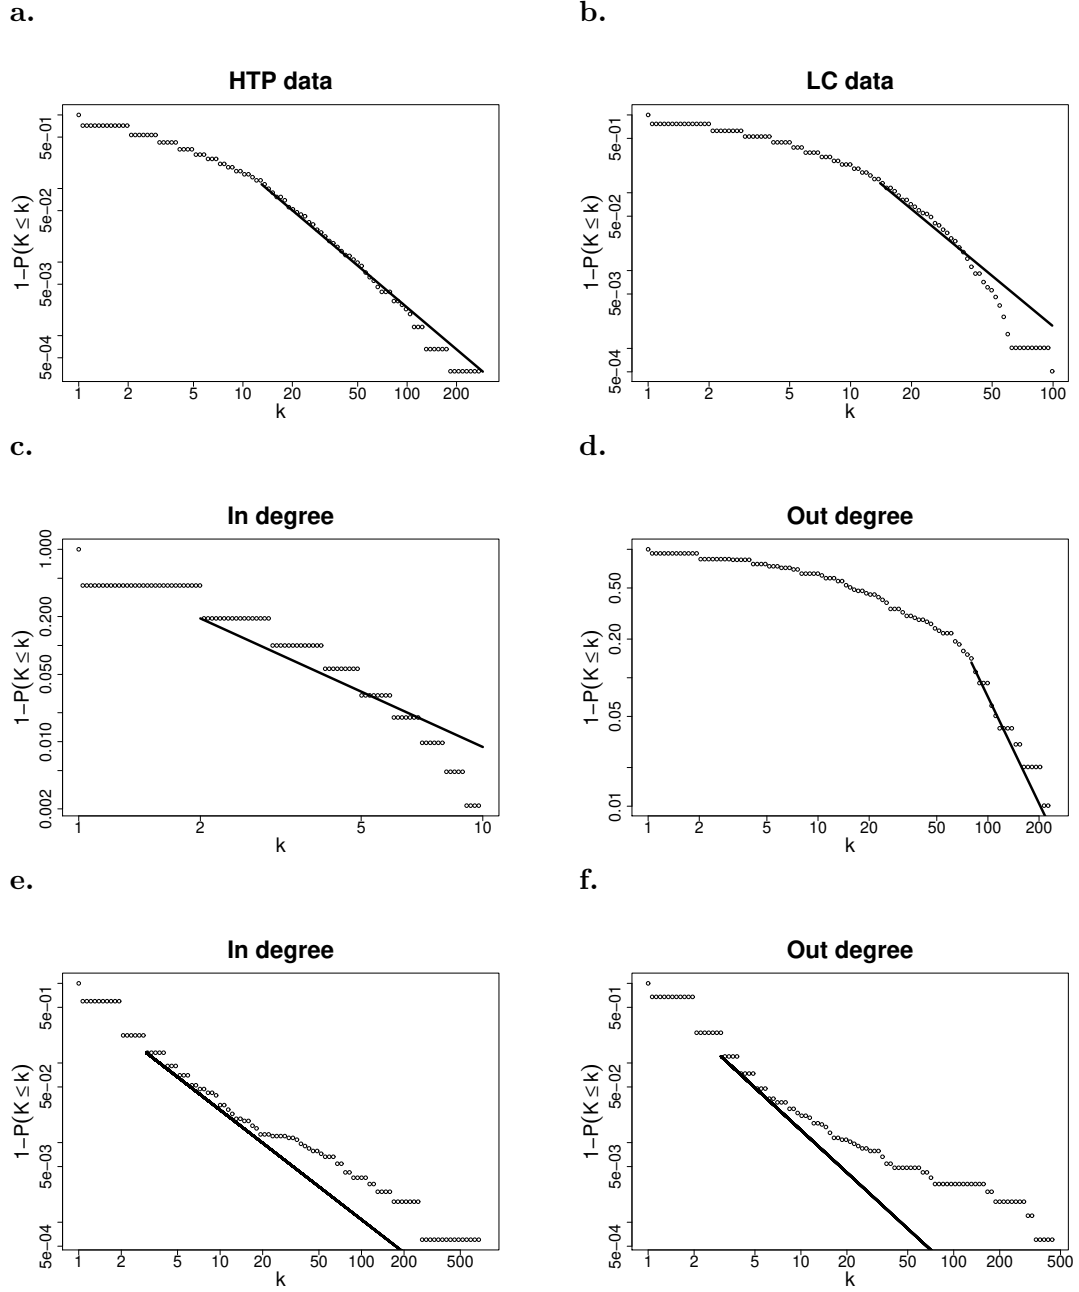 a.
HTP data
1−P(K ≤ k)
5e−01
5e−02
5e−03
5e−04
1 2 5 10 20 50 100 200
k
b.
LC data
1−P(K ≤ k)
5e−01
5e−02
5e−03
5e−04
1 2 5 10 20 50 100
k
c.
In degree
1−P(K ≤ k)
1.000
0.200
0.050
0.010
0.002
1 2 5 10
k
d.
Out degree
1−P(K ≤ k)
0.50
0.20
0.05
0.01
1 2 5 10 20 50 100 200
k
e.
In degree
1−P(K ≤ k)
5e−01
5e−02
5e−03
5e−04
1 2 5 10 20 50 100 200 500
k
f.
Out degree
1−P(K ≤ k)
5e−01
5e−02
5e−03
5e−04
1 2 5 10 20 50 100 200 500
k